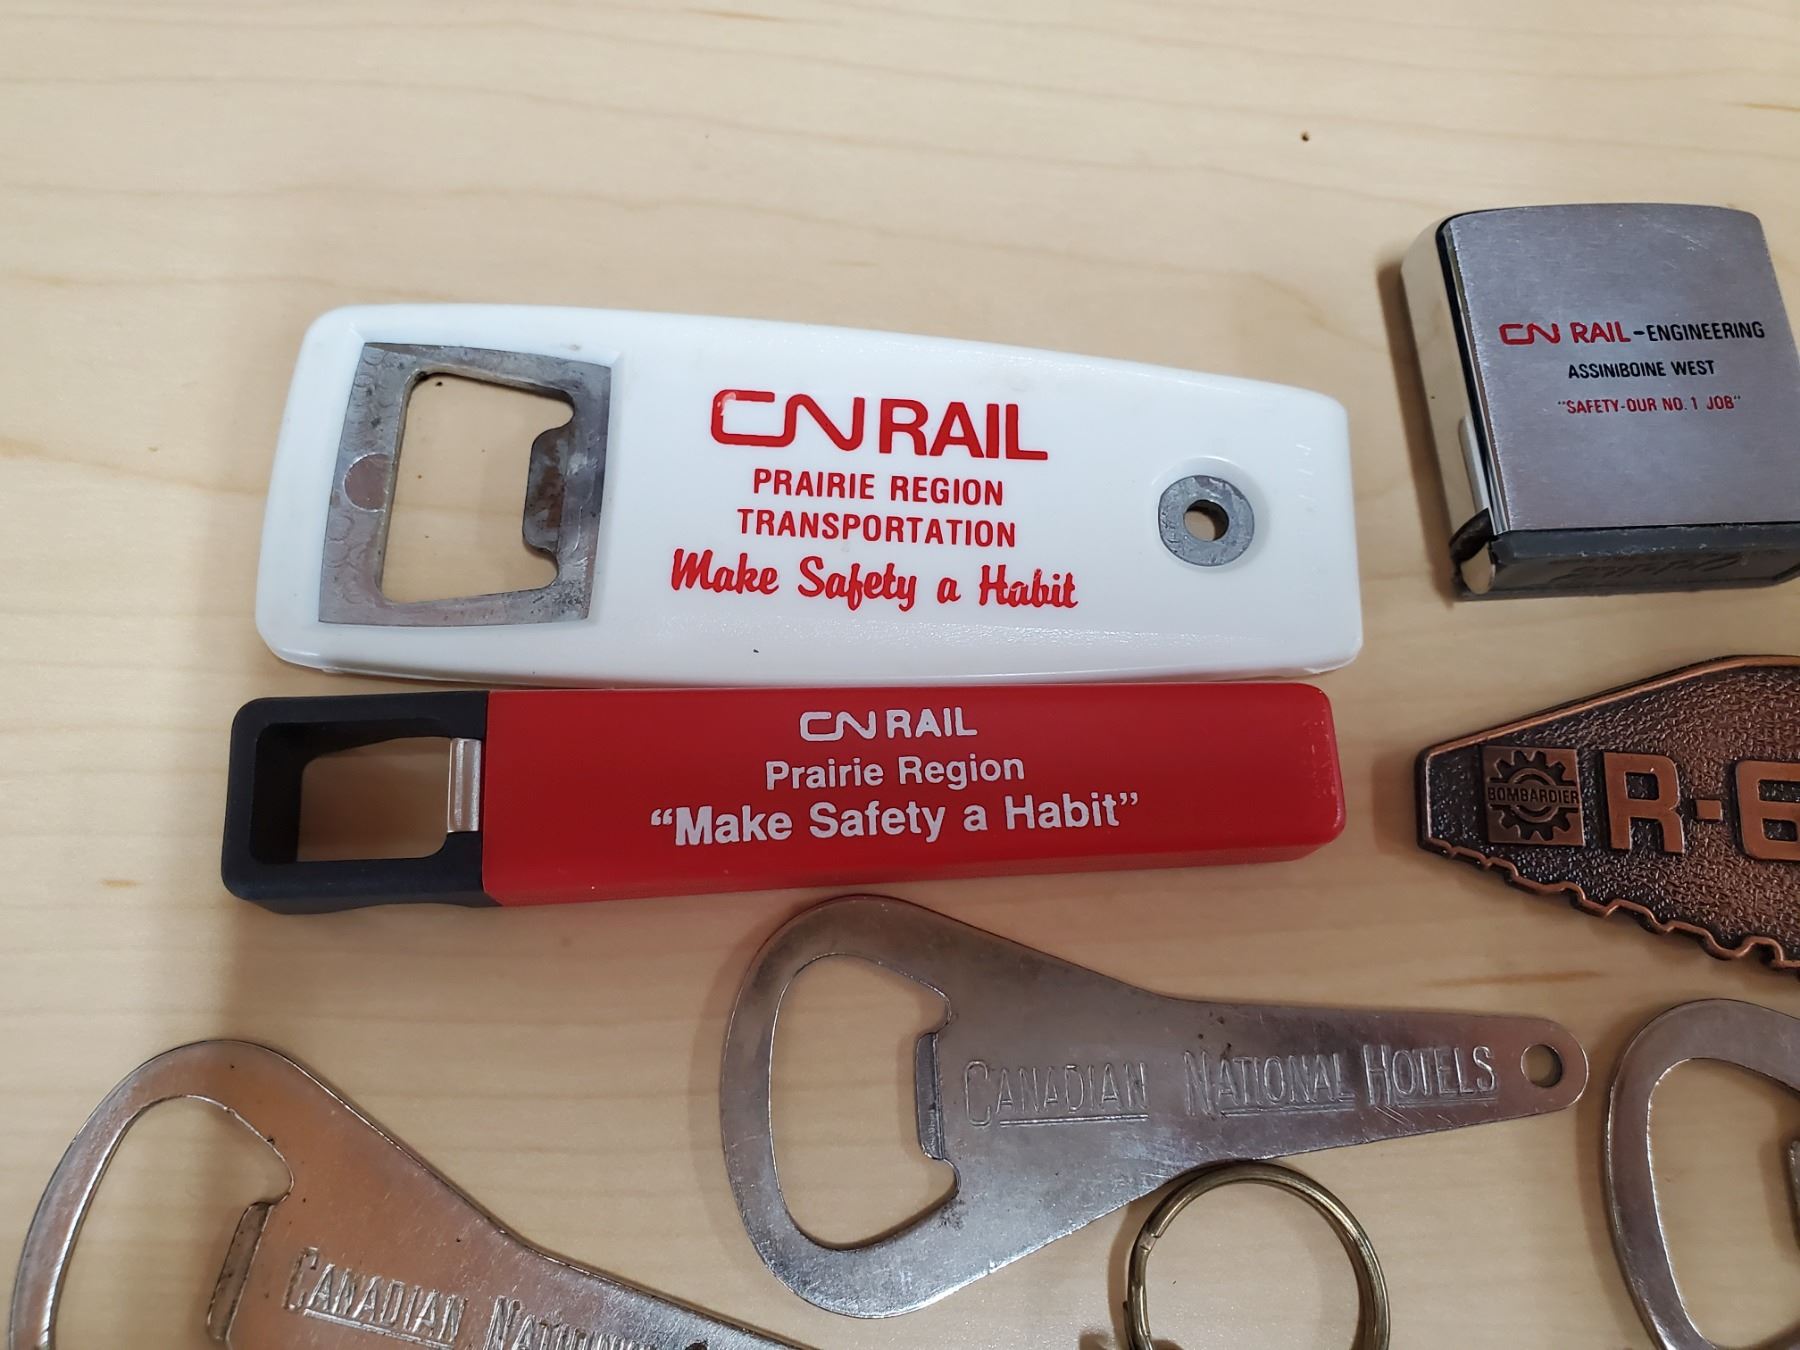 CN RAIL
PRAIRIE REGION
TRANSPORTATION
Make Safety a Habit
CN RAIL-ENGINEERING
ASSINIBOINE WEST
"SAFETY-OUR NO. 1 JOB"
CN RAIL
Prairie Region
“Make Safety a Habit”
BOMBARDIER
R-6
CANADIAN NATIONAL HOTELS
CANADIAN